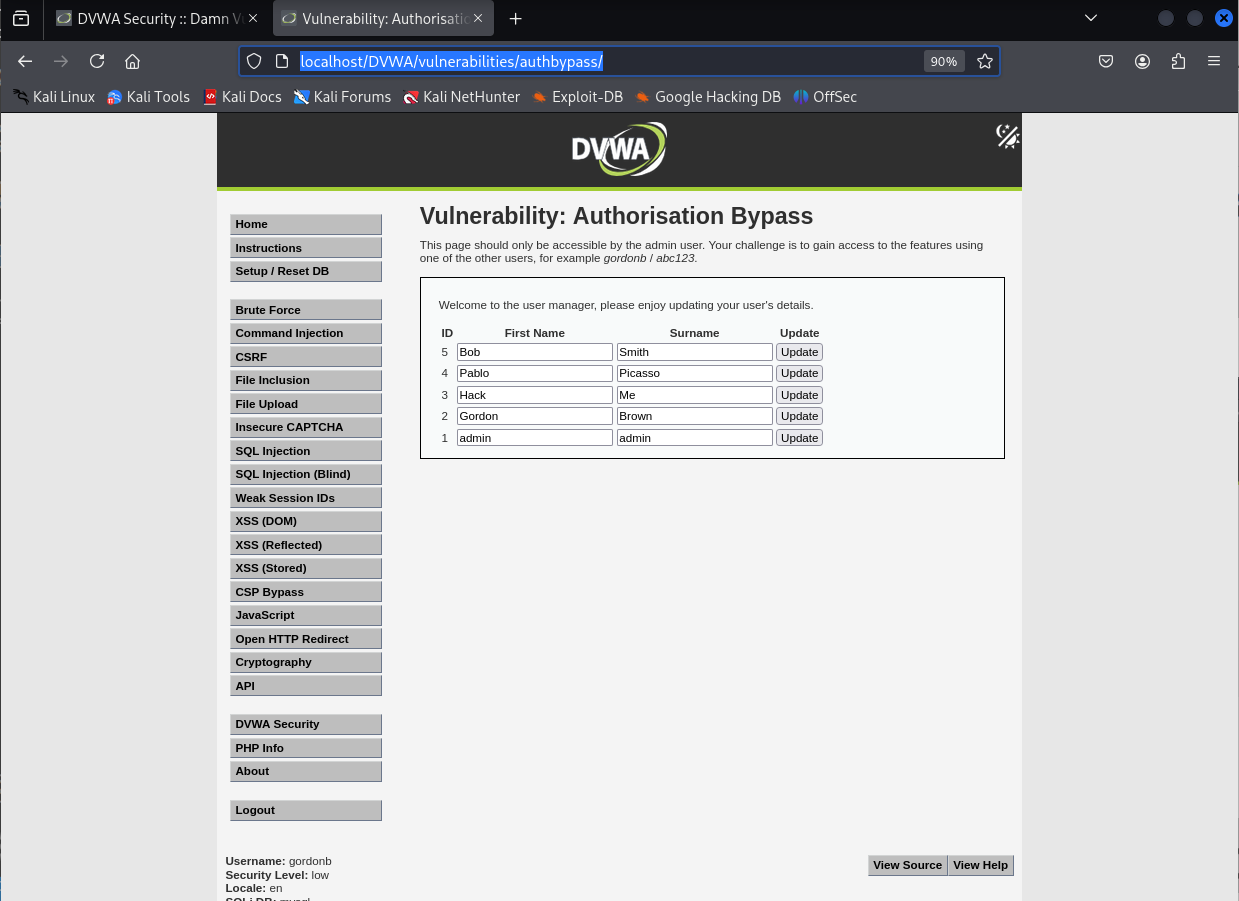 DVWA Security :: Damn Vu
Vulnerability: Authorisatio
localhost/DVWA/vulnerabilities/authbypass/
90%
Kali Linux
Kali Tools
Kali Docs
Kali Forums
Kali NetHunter
Exploit-DB
Google Hacking DB
OffSec
DVWA
Home
Instructions
Setup / Reset DB
Brute Force
Command Injection
CSRF
File Inclusion
File Upload
Insecure CAPTCHA
SQL Injection
SQL Injection (Blind)
Weak Session IDs
XSS (DOM)
XSS (Reflected)
XSS (Stored)
CSP Bypass
JavaScript
Open HTTP Redirect
Cryptography
API
DVWA Security
PHP Info
About
Logout
Vulnerability: Authorisation Bypass
This page should only be accessible by the admin user. Your challenge is to gain access to the features using
one of the other users, for example gordonb / abc123.
Welcome to the user manager, please enjoy updating your user's details.
ID First Name Surname Update
5 Bob Smith Update
4 Pablo Picasso Update
3 Hack Me Update
2 Gordon Brown Update
1 admin admin Update
Username: gordonb
Security Level: low
Locale: en
SQLi DB: mysql
View Source View Help